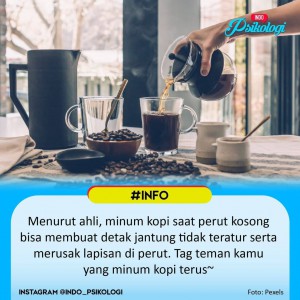 INDO
Psikologi
#INFO
Menurut ahli, minum kopi saat perut kosong
bisa membuat detak jantung tidak teratur serta
merusak lapisan di perut. Tag teman kamu
yang minum kopi terus~
INSTAGRAM @INDO_PSIKOLOGI
Foto: Pexels